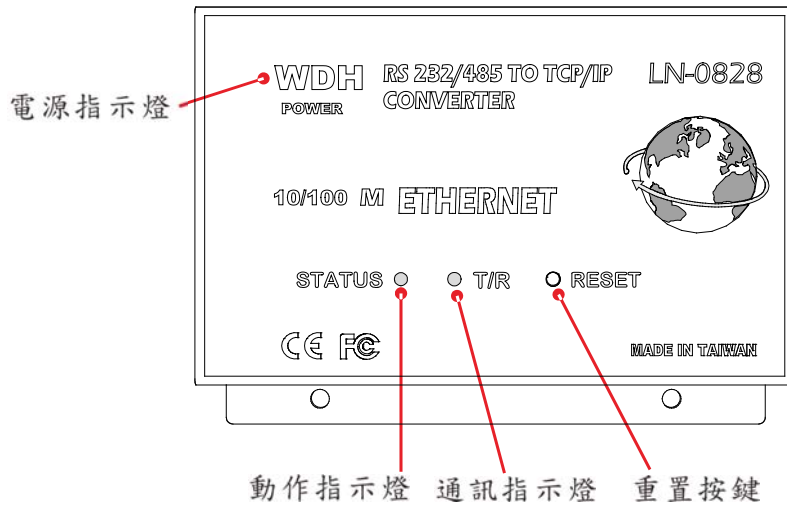 WDH RS 232/485 TO TCP/IP LN-0828
POWER CONVERTER
電源指示燈
10/100 M ETHERNET
STATUS T/R RESET
CE FC MADE IN TAIWAN
動作指示燈 通訊指示燈 重置按鍵